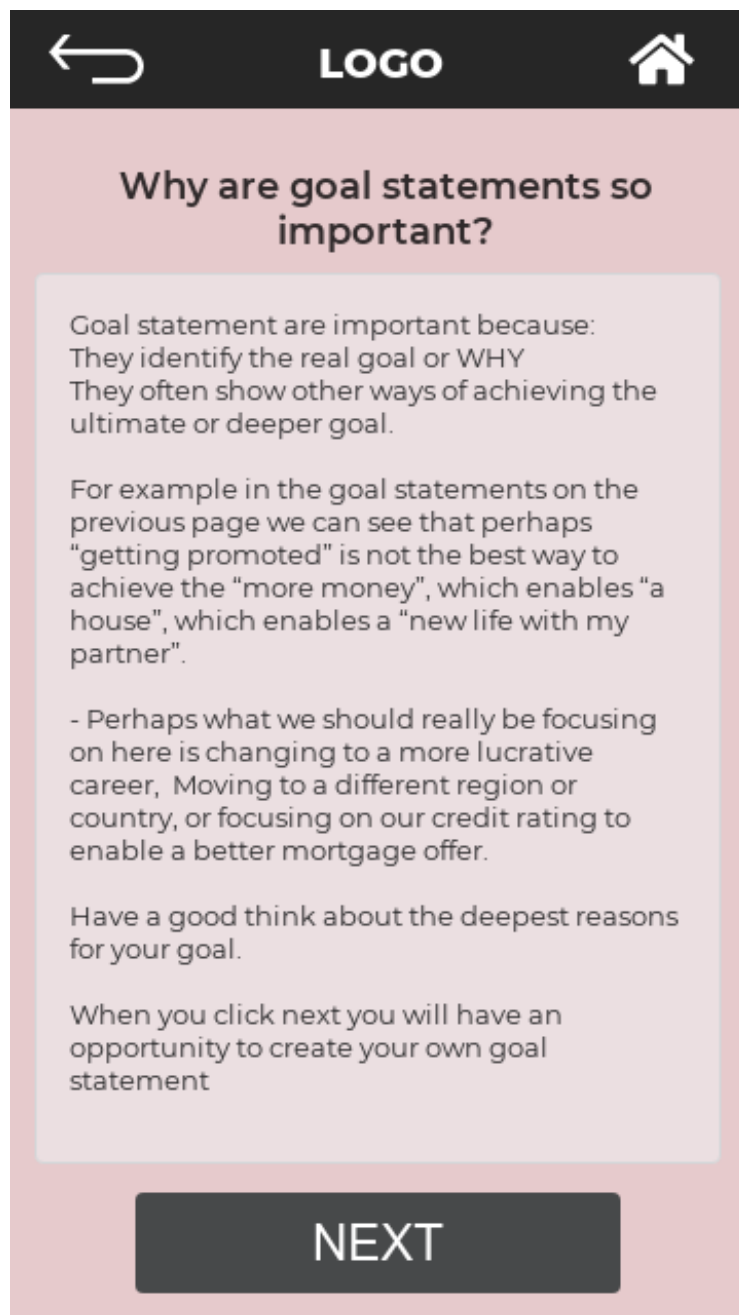 LOGO
Why are goal statements so
important?
Goal statement are important because:
They identify the real goal or WHY
They often show other ways of achieving the
ultimate or deeper goal.
For example in the goal statements on the
previous page we can see that perhaps
“getting promoted” is not the best way to
achieve the “more money”, which enables “a
house”, which enables a “new life with my
partner”.
- Perhaps what we should really be focusing
on here is changing to a more lucrative
career,  Moving to a different region or
country, or focusing on our credit rating to
enable a better mortgage offer.
Have a good think about the deepest reasons
for your goal.
When you click next you will have an
opportunity to create your own goal
statement
NEXT